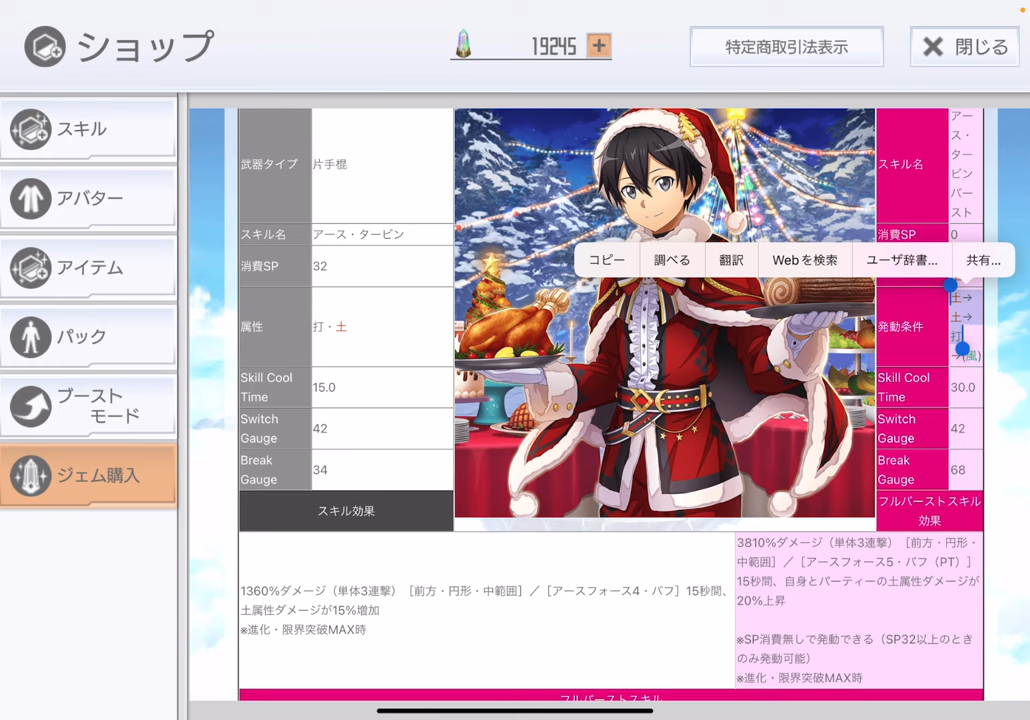 ショップ
19245
特定商取引法表示
閉じる
スキル
アバター
アイテム
パック
ブースト
モード
ジェム購入
武器タイプ
片手棍
スキル名
アース・タービン
消費SP
32
属性
打・土
Skill Cool
Time
15.0
Switch
Gauge
42
Break
Gauge
34
スキル効果
スキル名
アー
ス・
ター
ビン
バー
スト
消費SP
0
コピー
調べる
翻訳
Webを検索
ユーザ辞書...
共有...
発動条件
土→
土→
打
→(風)
Skill Cool
Time
30.0
Switch
Gauge
42
Break
Gauge
68
フルバーストスキル
効果
1360%ダメージ（単体3連撃）［前方・円形・中範囲］／［アースフォース4・バフ］15秒間、
土属性ダメージが15%増加
※進化・限界突破MAX時
3810%ダメージ（単体3連撃）［前方・円形・
中範囲］／［アースフォース5・バフ（PT）］
15秒間、自身とパーティーの土属性ダメージが
20%上昇
※SP消費無しで発動できる（SP32以上のとき
のみ発動可能）
※進化・限界突破MAX時
フルバーストスキル